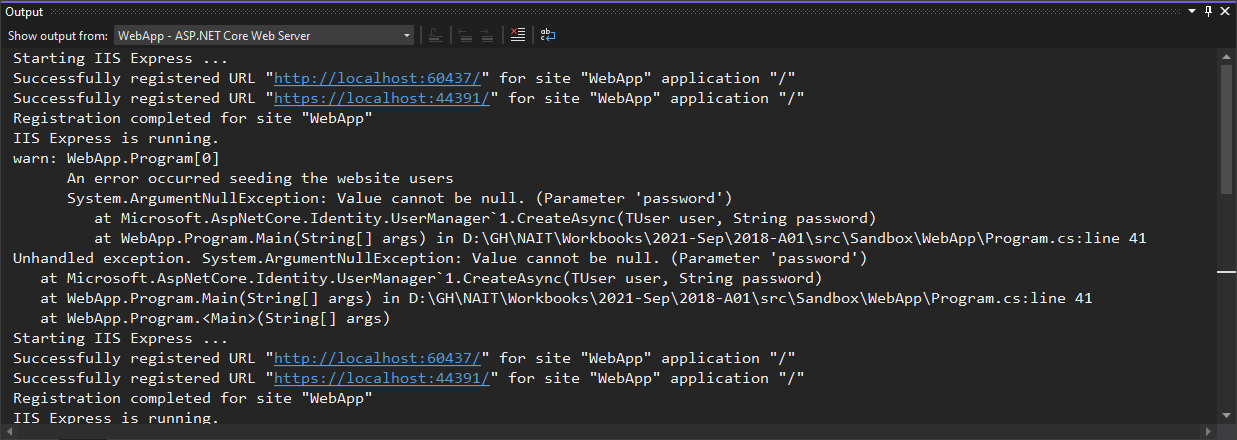 Output
Show output from: WebApp - ASP.NET Core Web Server
Starting IIS Express ...
Successfully registered URL "http://localhost:60437/" for site "WebApp" application "/"
Successfully registered URL "https://localhost:44391/" for site "WebApp" application "/"
Registration completed for site "WebApp"
IIS Express is running.
warn: WebApp.Program[0]
      An error occurred seeding the website users
      System.ArgumentNullException: Value cannot be null. (Parameter 'password')
         at Microsoft.AspNetCore.Identity.UserManager`1.CreateAsync(TUser user, String password)
         at WebApp.Program.Main(String[] args) in D:\GH\NAIT\Workbooks\2021-Sep\2018-A01\src\Sandbox\WebApp\Program.cs:line 41
Unhandled exception. System.ArgumentNullException: Value cannot be null. (Parameter 'password')
   at Microsoft.AspNetCore.Identity.UserManager`1.CreateAsync(TUser user, String password)
   at WebApp.Program.Main(String[] args) in D:\GH\NAIT\Workbooks\2021-Sep\2018-A01\src\Sandbox\WebApp\Program.cs:line 41
   at WebApp.Program.<Main>(String[] args)
Starting IIS Express ...
Successfully registered URL "http://localhost:60437/" for site "WebApp" application "/"
Successfully registered URL "https://localhost:44391/" for site "WebApp" application "/"
Registration completed for site "WebApp"
IIS Express is running.